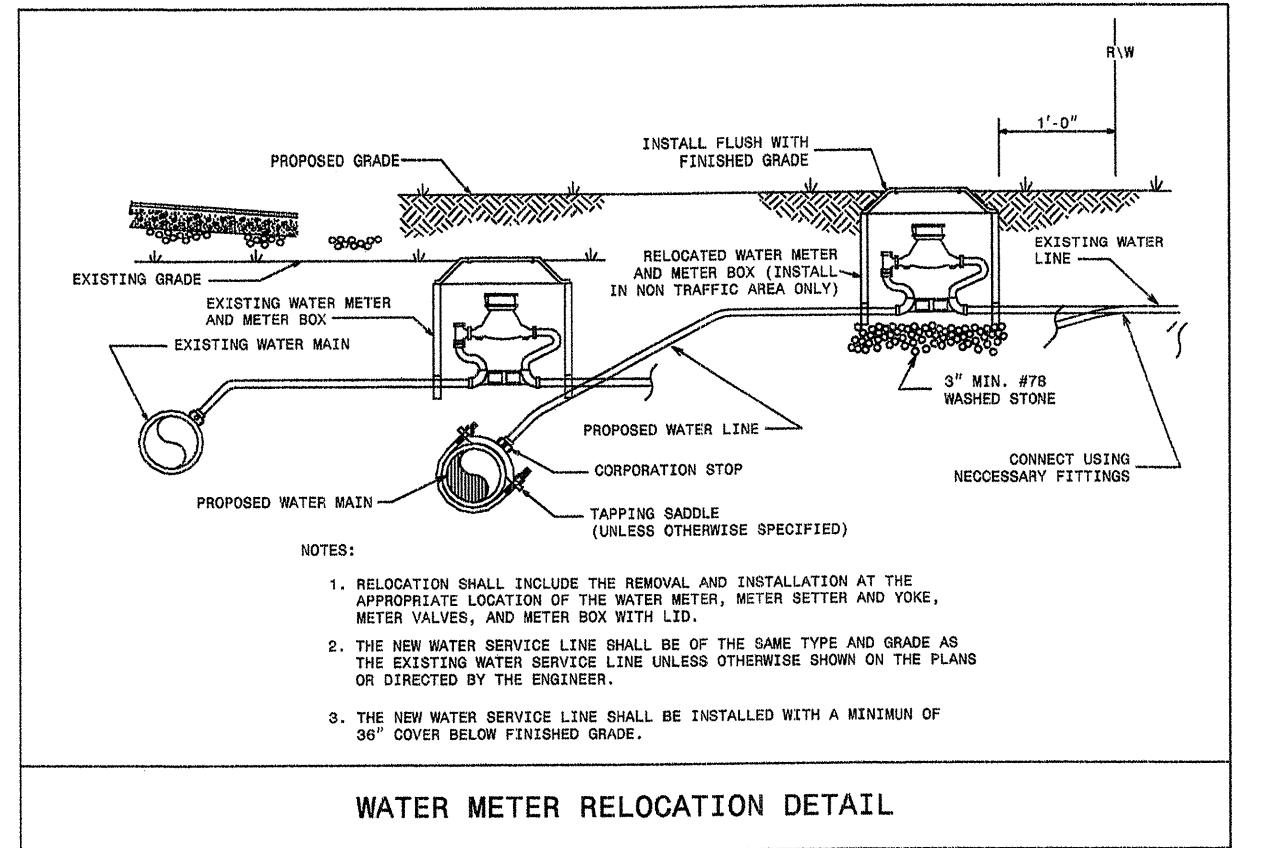 R\W
1'-0"
INSTALL FLUSH WITH
FINISHED GRADE
PROPOSED GRADE
EXISTING GRADE
EXISTING WATER METER
AND METER BOX
EXISTING WATER MAIN
RELOCATED WATER METER
AND METER BOX (INSTALL
IN NON TRAFFIC AREA ONLY)
EXISTING WATER
LINE
3" MIN. #78
WASHED STONE
PROPOSED WATER LINE
CONNECT USING
NECCESSARY FITTINGS
CORPORATION STOP
PROPOSED WATER MAIN
TAPPING SADDLE
(UNLESS OTHERWISE SPECIFIED)
NOTES:
1. RELOCATION SHALL INCLUDE THE REMOVAL AND INSTALLATION AT THE
APPROPRIATE LOCATION OF THE WATER METER, METER SETTER AND YOKE,
METER VALVES, AND METER BOX WITH LID.
2. THE NEW WATER SERVICE LINE SHALL BE OF THE SAME TYPE AND GRADE AS
THE EXISTING WATER SERVICE LINE UNLESS OTHERWISE SHOWN ON THE PLANS
OR DIRECTED BY THE ENGINEER.
3. THE NEW WATER SERVICE LINE SHALL BE INSTALLED WITH A MINIMUN OF
36" COVER BELOW FINISHED GRADE.
WATER METER RELOCATION DETAIL